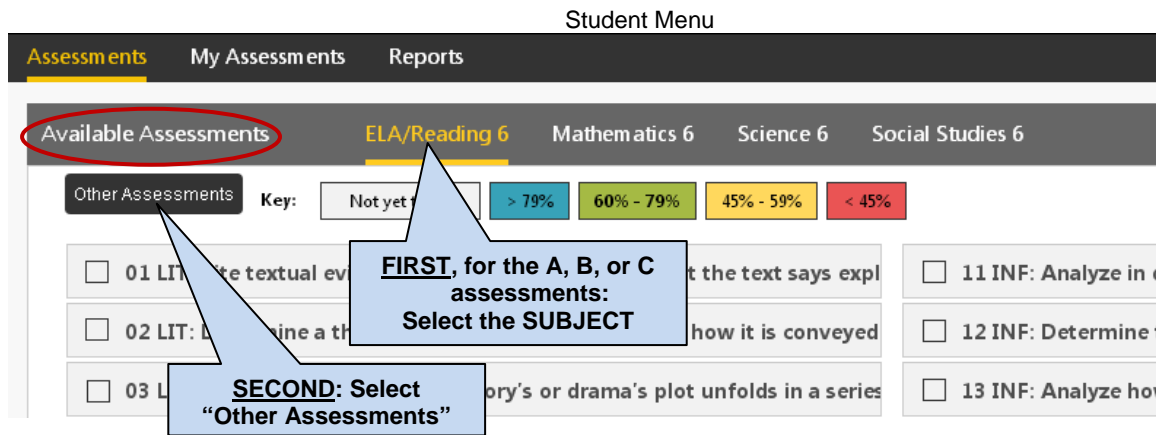 Student Menu
Assessments My Assessments Reports
Available Assessments ELA/Reading 6 Mathematics 6 Science 6 Social Studies 6
Other Assessments Key: Not yet > 79% 60% - 79% 45% - 59% < 45%
FIRST, for the A, B, or C
assessments:
Select the SUBJECT
01 LIT: ite textual evi t the text says expl 11 INF: Analyze in
02 LIT: ine a th how it is conveyed 12 INF: Determine
03 L ory's or drama's plot unfolds in a series 13 INF: Analyze how
SECOND: Select
“Other Assessments”